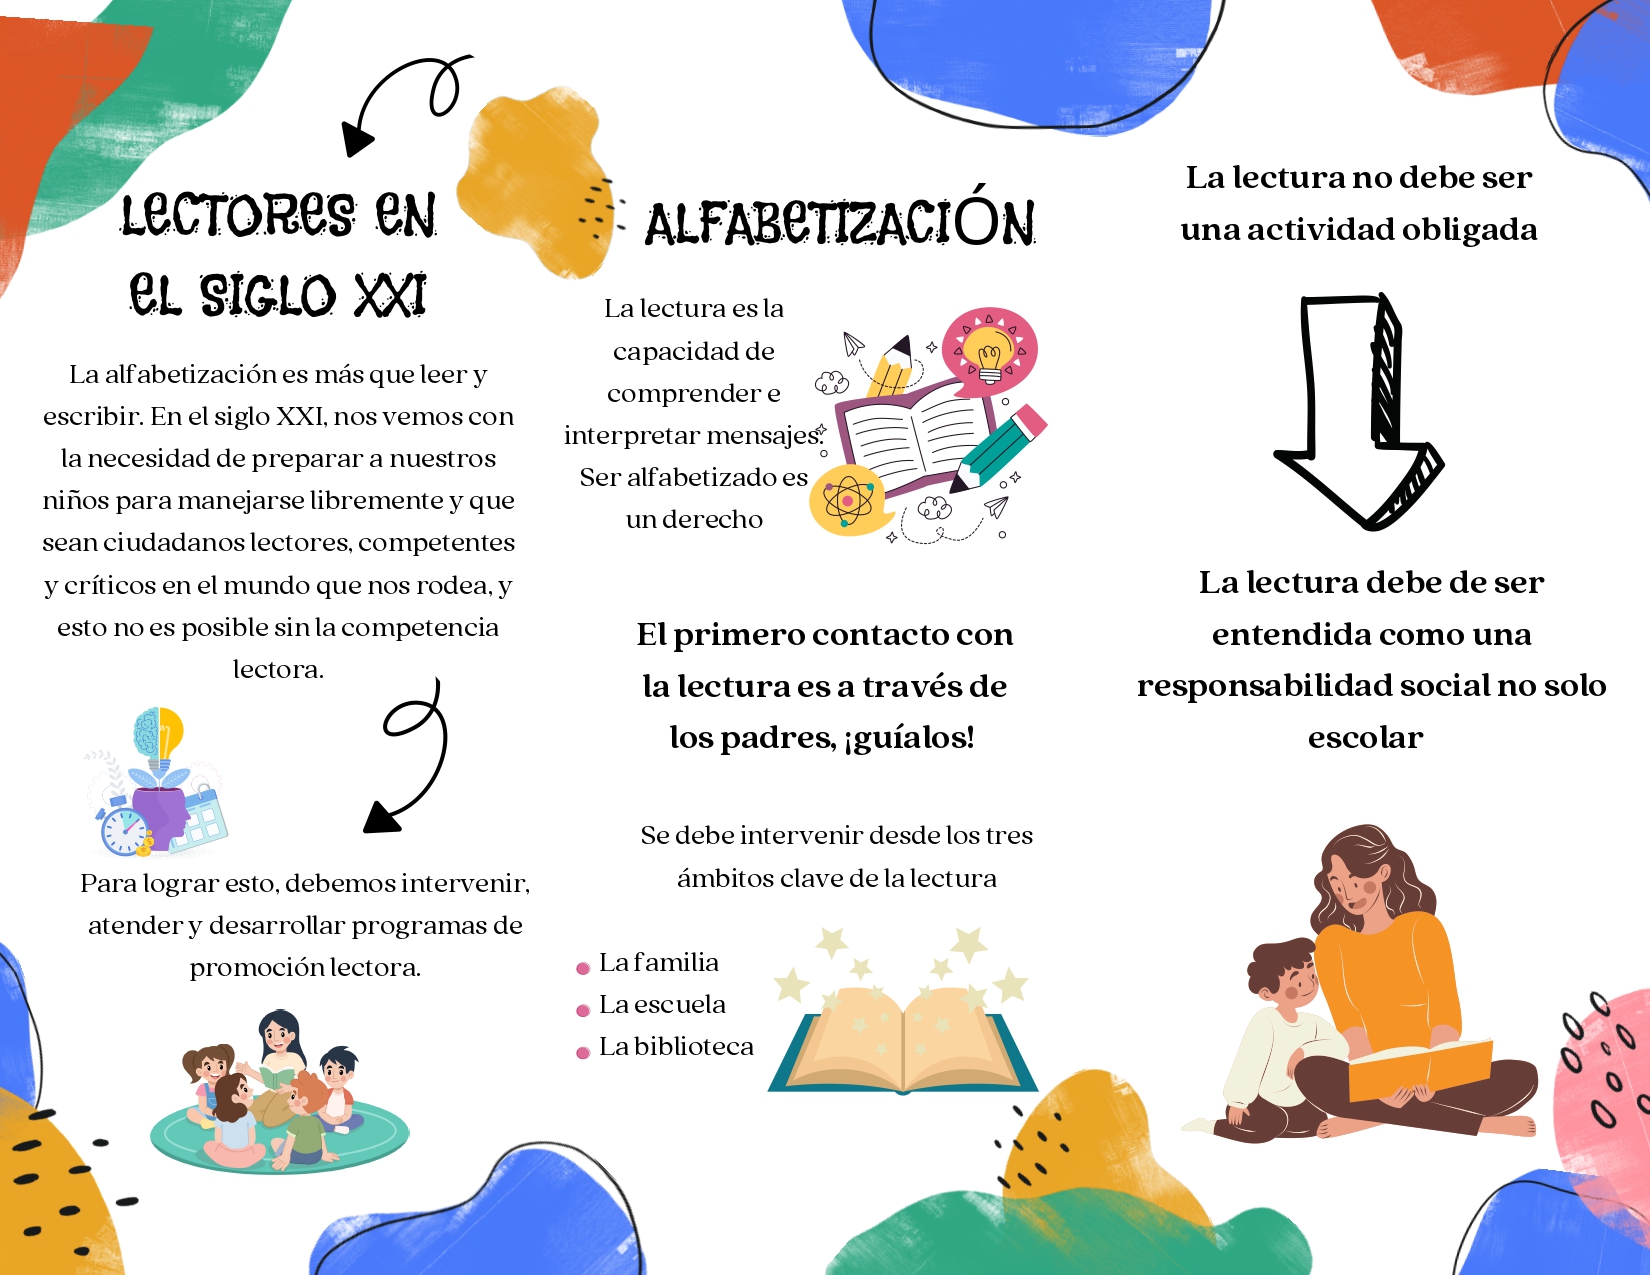 LECTORES EN
EL SIGLO XXI
La alfabetización es más que leer y
escribir. En el siglo XXI, nos vemos con
la necesidad de preparar a nuestros
niños para manejarse libremente y que
sean ciudadanos lectores, competentes
y críticos en el mundo que nos rodea, y
esto no es posible sin la competencia
lectora.
Para lograr esto, debemos intervenir,
atender y desarrollar programas de
promoción lectora.
ALFABETIZACIÓN
La lectura es la
capacidad de
comprender e
interpretar mensajes.
Ser alfabetizado es
un derecho
El primero contacto con
la lectura es a través de
los padres, ¡guíalos!
Se debe intervenir desde los tres
ámbitos clave de la lectura
La familia
La escuela
La biblioteca
La lectura no debe ser
una actividad obligada
La lectura debe de ser
entendida como una
responsabilidad social no solo
escolar